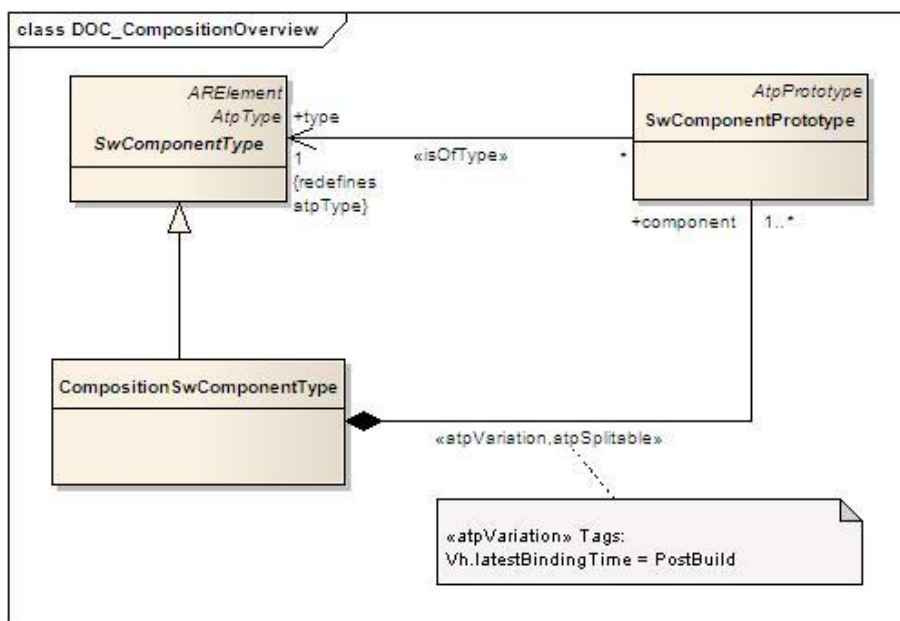 class DOC_CompositionOverview
ARElement
AtpType
SwComponentType
+type
1
{redefines
atpType}
«isOfType»
*
AtpPrototype
SwComponentPrototype
+component
1..*
CompositionSwComponentType
«atpVariation,atpSplitable»
«atpVariation» Tags:
Vh.latestBindingTime = PostBuild